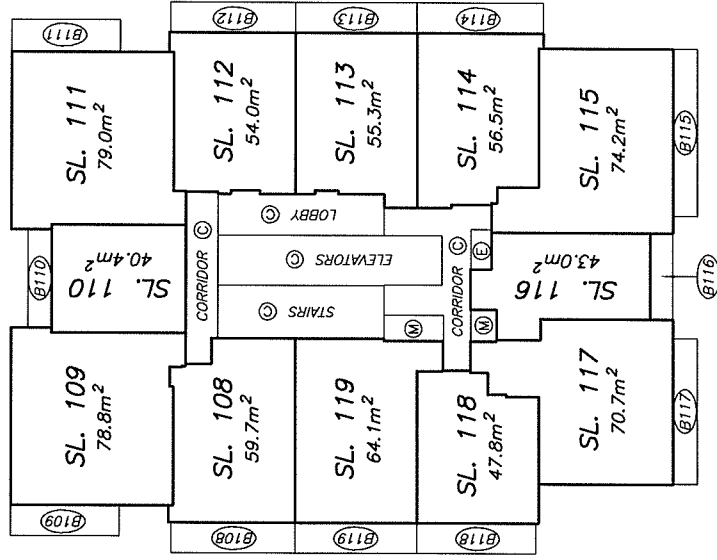 B111
B112
B113
B114
SL. 111
79.0m²
SL. 112
54.0m²
SL. 113
55.3m²
SL. 114
56.5m²
SL. 115
74.2m²
B115
B110
SL. 110
40.4m²
CORRIDOR C
C LOBBY
C ELEVATORS
C STAIRS
CORRIDOR C
E
M
M
SL. 116
43.0m²
B116
SL. 109
78.8m²
SL. 108
59.7m²
SL. 119
64.1m²
SL. 118
47.8m²
SL. 117
70.7m²
B117
B109
B108
B119
B118